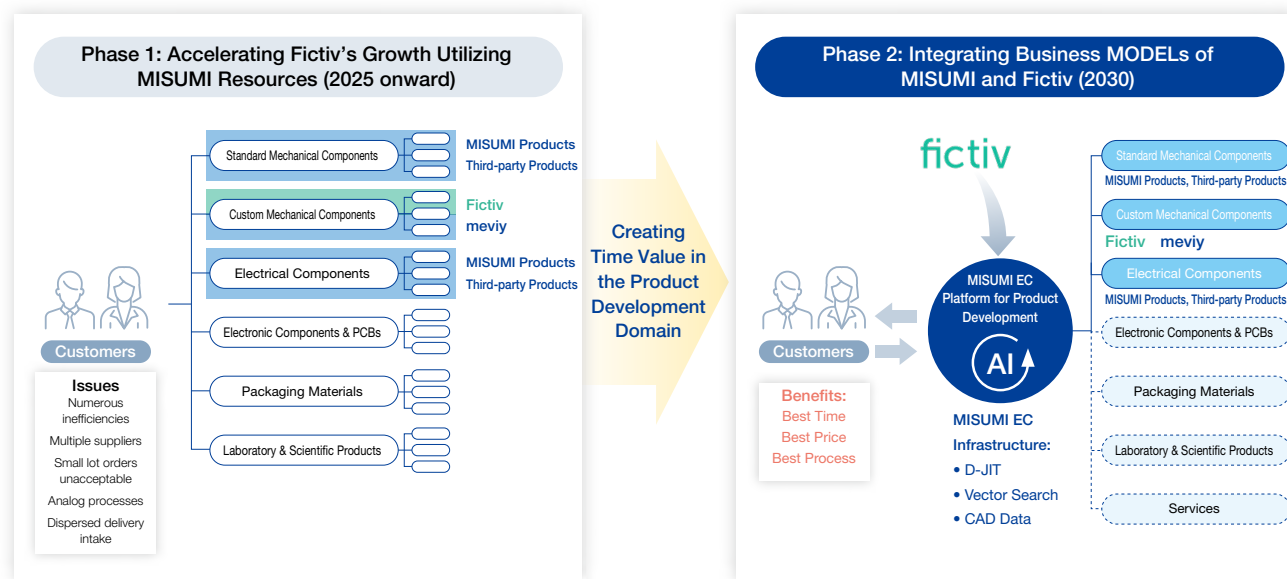 Phase 1: Accelerating Fictiv's Growth Utilizing
MISUMI Resources (2025 onward)
Standard Mechanical Components
MISUMI Products
Third-party Products
Custom Mechanical Components
Fictiv
meviy
Electrical Components
MISUMI Products
Third-party Products
Electronic Components & PCBs
Packaging Materials
Laboratory & Scientific Products
Customers
Issues
Numerous
inefficiencies
Multiple suppliers
Small lot orders
unacceptable
Analog processes
Dispersed delivery
intake
Creating
Time Value in
the Product
Development
Domain
Phase 2: Integrating Business MODELs of
MISUMI and Fictiv (2030)
fictiv
Customers
Benefits:
Best Time
Best Price
Best Process
MISUMI EC
Platform for Product
Development
AI
MISUMI EC
Infrastructure:
• D-JIT
• Vector Search
• CAD Data
Standard Mechanical Components
MISUMI Products, Third-party Products
Custom Mechanical Components
Fictiv meviy
Electrical Components
MISUMI Products, Third-party Products
Electronic Components & PCBs
Packaging Materials
Laboratory & Scientific Products
Services